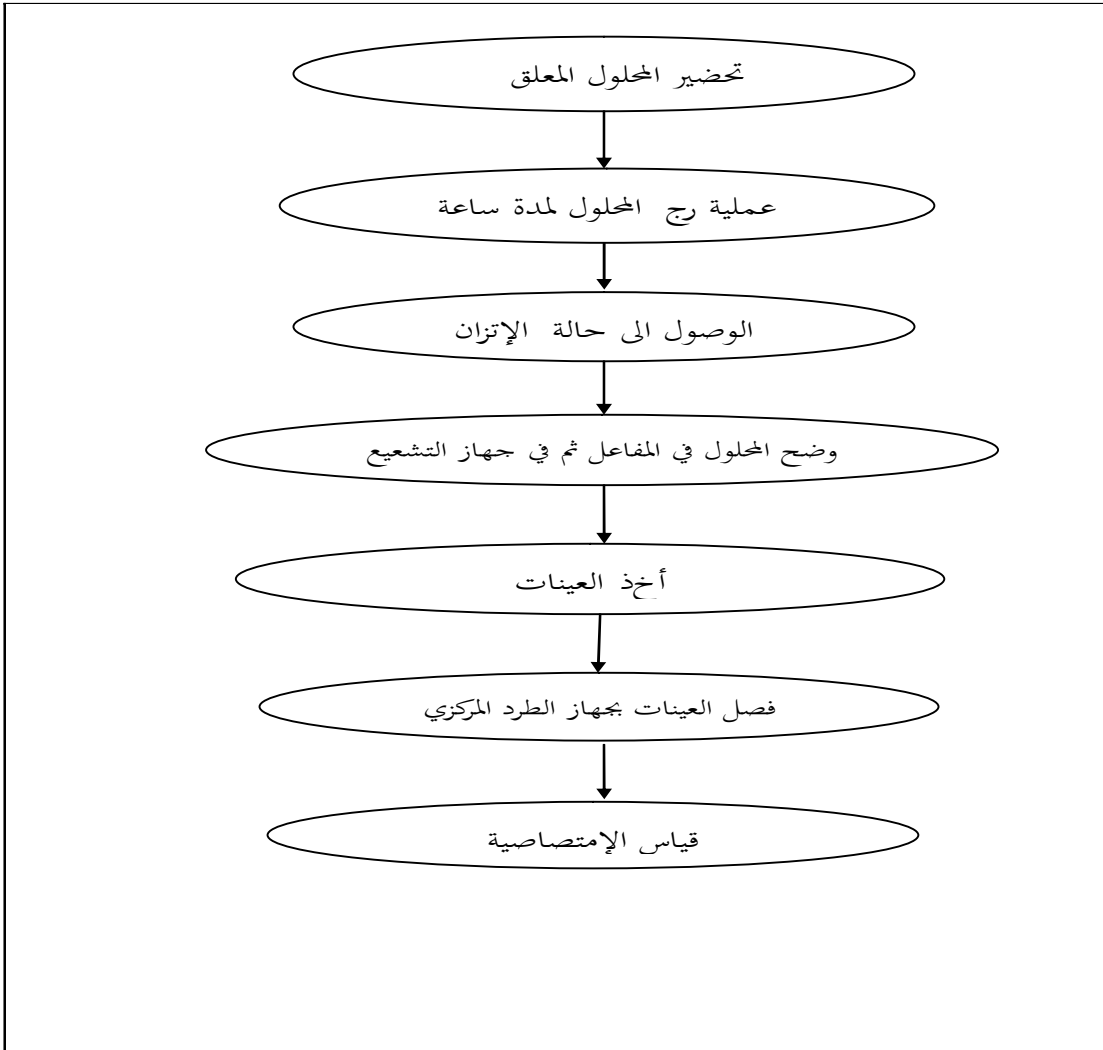 تحضير المحلول المعلق
عملية رج المحلول لمدة ساعة
الوصول الى حالة الإتزان
وضح المحلول في المفاعل ثم في جهاز التشعيع
أخذ العينات
فصل العينات بجهاز الطرد المركزي
قياس الإمتصاصية